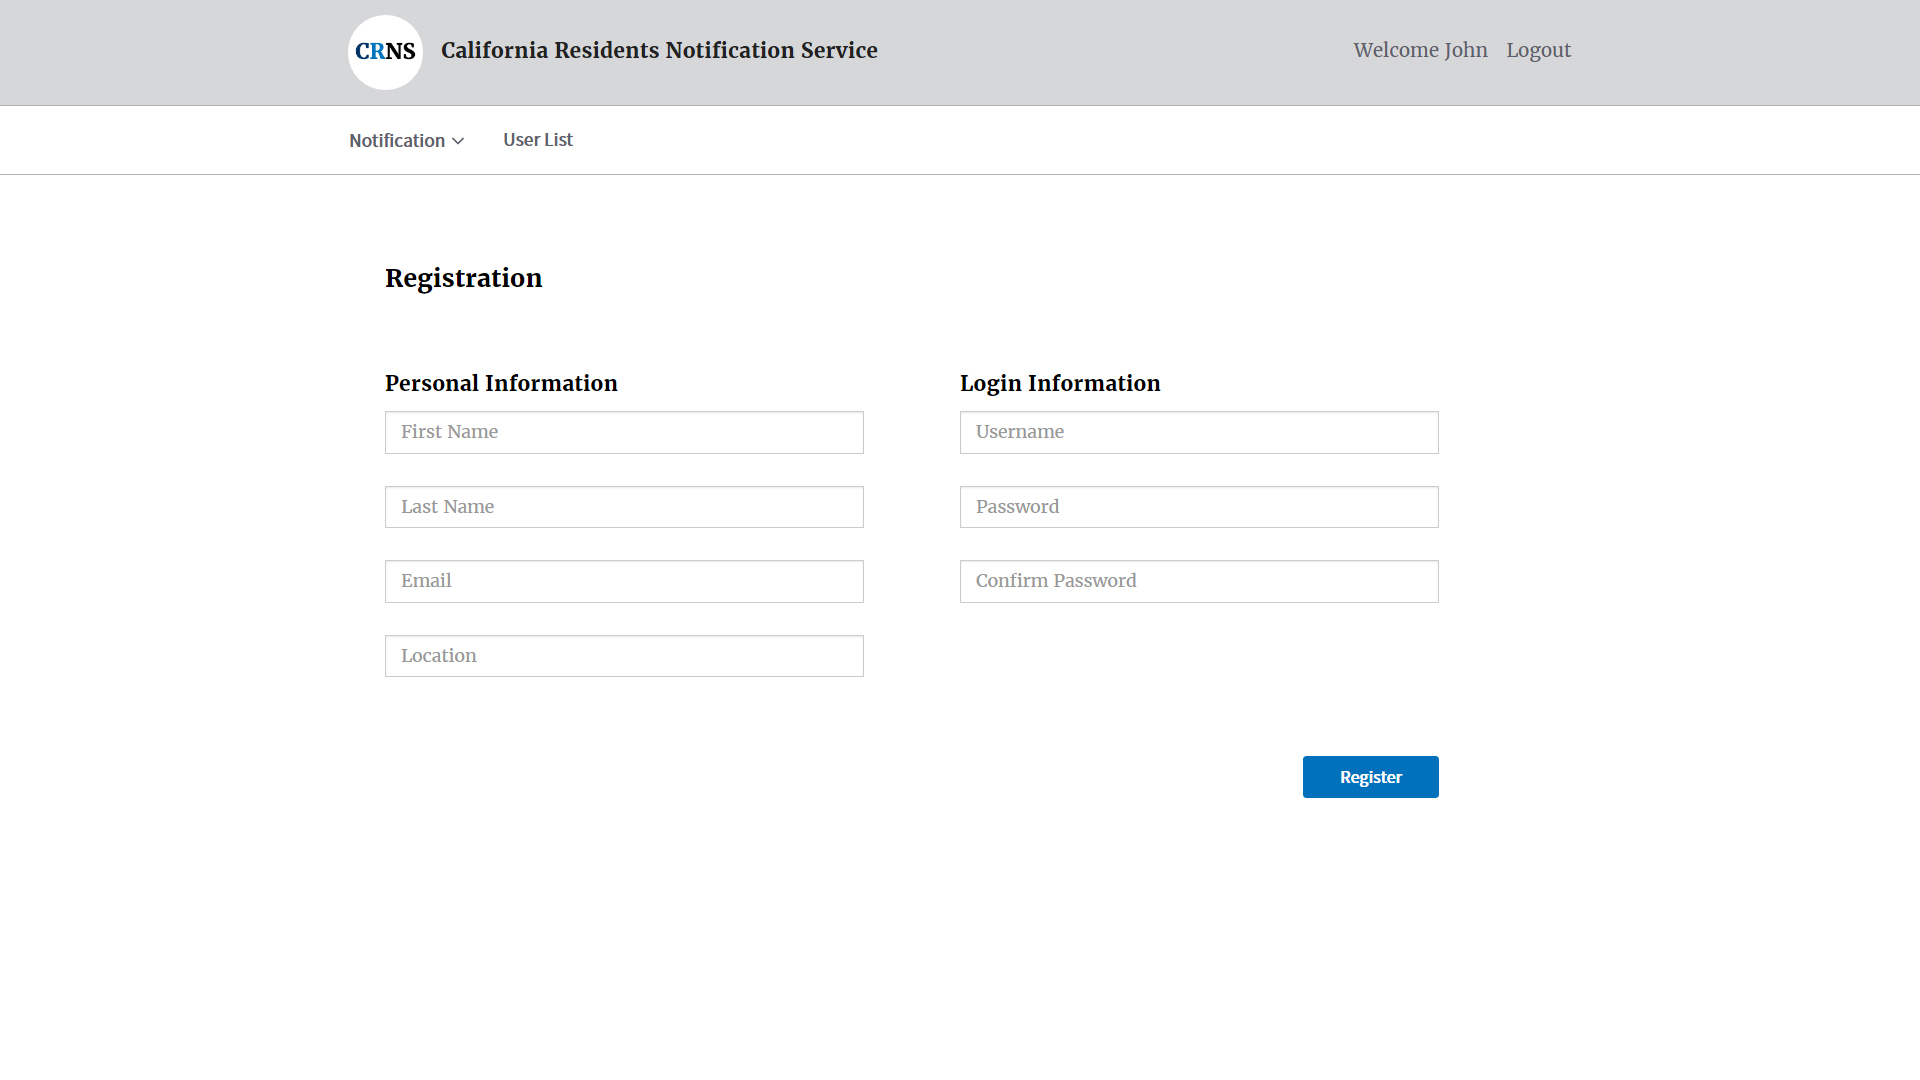 CRNS California Residents Notification Service Welcome John Logout
Notification User List
Registration
Personal Information
First Name
Last Name
Email
Location
Login Information
Username
Password
Confirm Password
Register